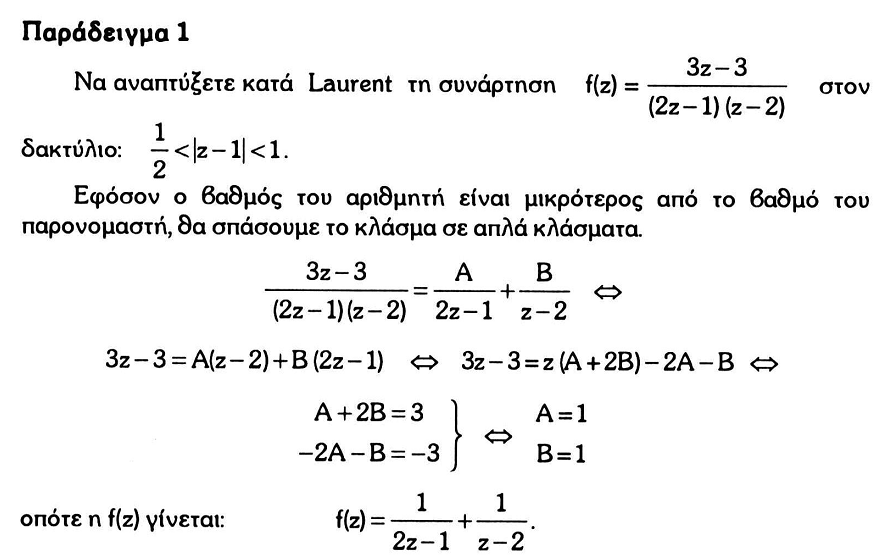 Παράδειγμα 1
Να αναπτύξετε κατά Laurent τη συνάρτηση f(z) = (3z – 3)/((2z – 1)(z – 2)) στον
δακτύλιο: 1/2 < |z – 1| < 1.
Εφόσον ο βαθμός του αριθμητή είναι μικρότερος από το βαθμό του
παρονομαστή, θα σπάσουμε το κλάσμα σε απλά κλάσματα.
(3z – 3)/((2z – 1)(z – 2)) = A/(2z – 1) + B/(z – 2) ⇔
3z – 3 = A(z – 2) + B(2z – 1) ⇔ 3z – 3 = z(A + 2B) – 2A – B ⇔
A + 2B = 3 } ⇔ A = 1
–2A – B = –3 } B = 1
οπότε η f(z) γίνεται: f(z) = 1/(2z – 1) + 1/(z – 2).